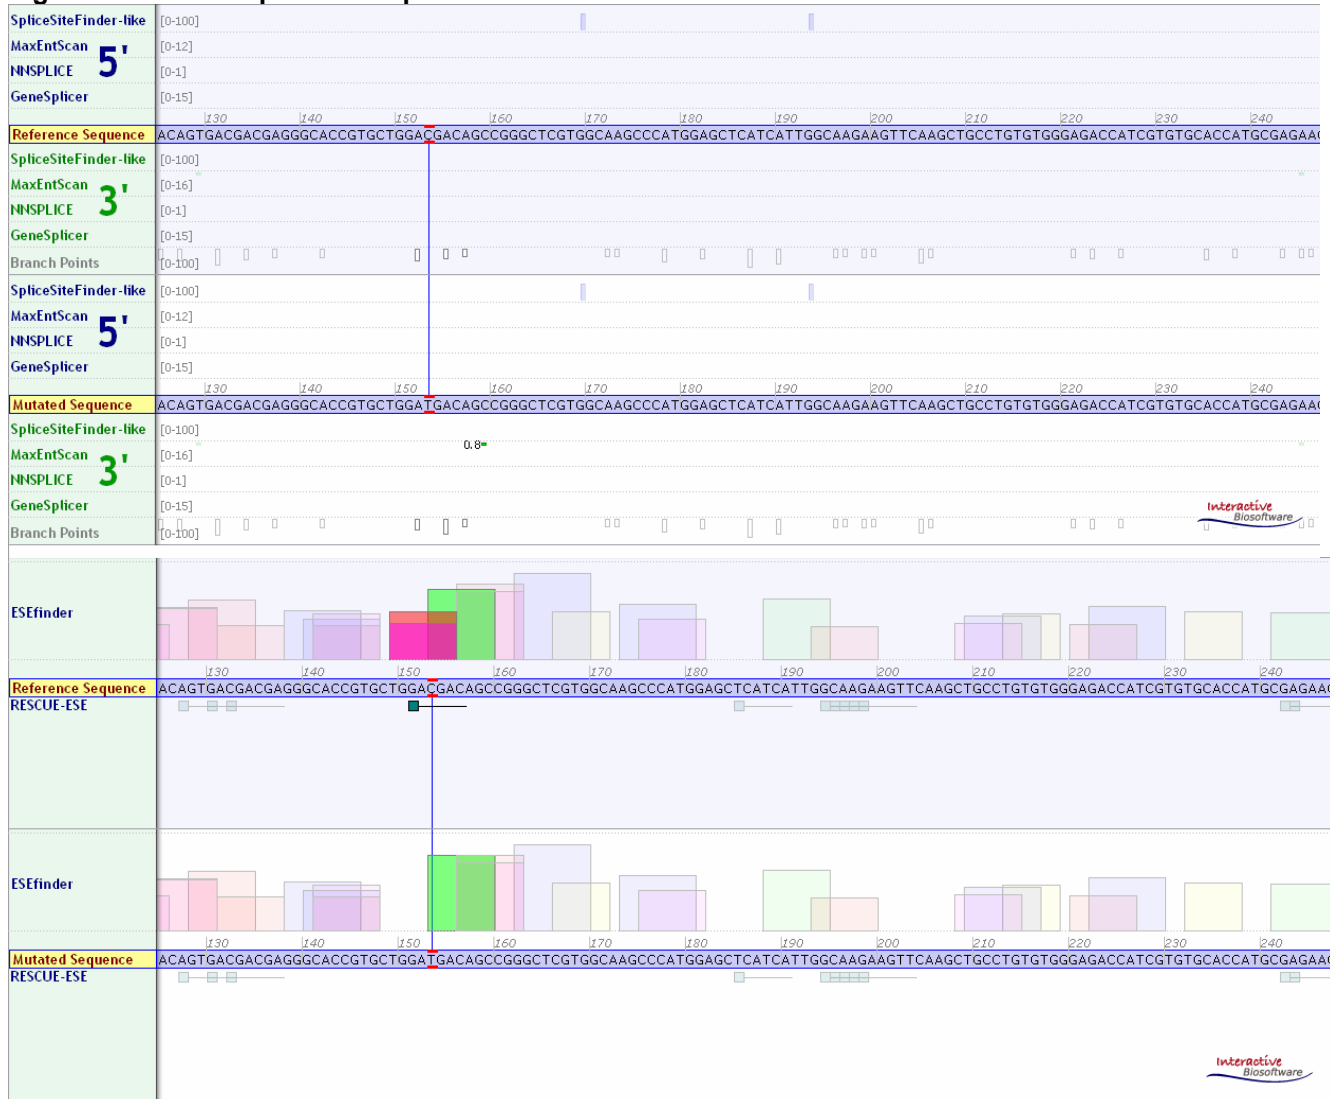 SpliceSiteFinder-like [0-100]
MaxEntScan [0-12]
5'
NNSPLICE [0-1]
GeneSplicer [0-15]
130 140 150 160 170 180 190 200 210 220 230 240
Reference Sequence ACAGTGACGACGAGGGCACCGTGCTGGACGACAGCCGGGCTCGTGGCAAGCCCATGGAGCTCATCATTGGCAAGAAGTTCAAGCTGCCTGTGTGGGAGACCATCGTGTGCACCATGCGAGAA
SpliceSiteFinder-like [0-100]
MaxEntScan [0-16]
3'
NNSPLICE [0-1]
GeneSplicer [0-15]
Branch Points [0-100]
SpliceSiteFinder-like [0-100]
MaxEntScan [0-12]
5'
NNSPLICE [0-1]
GeneSplicer [0-15]
130 140 150 160 170 180 190 200 210 220 230 240
Mutated Sequence ACAGTGACGACGAGGGCACCGTGCTGGATGACAGCCGGGCTCGTGGCAAGCCCATGGAGCTCATCATTGGCAAGAAGTTCAAGCTGCCTGTGTGGGAGACCATCGTGTGCACCATGCGAGAA
SpliceSiteFinder-like [0-100]
0.8
MaxEntScan [0-16]
3'
NNSPLICE [0-1]
GeneSplicer [0-15]
Interactive
Biosoftware
Branch Points [0-100]
ESEfinder
130 140 150 160 170 180 190 200 210 220 230 240
Reference Sequence ACAGTGACGACGAGGGCACCGTGCTGGACGACAGCCGGGCTCGTGGCAAGCCCATGGAGCTCATCATTGGCAAGAAGTTCAAGCTGCCTGTGTGGGAGACCATCGTGTGCACCATGCGAGAA
RESCUE-ESE
ESEfinder
130 140 150 160 170 180 190 200 210 220 230 240
Mutated Sequence ACAGTGACGACGAGGGCACCGTGCTGGATGACAGCCGGGCTCGTGGCAAGCCCATGGAGCTCATCATTGGCAAGAAGTTCAAGCTGCCTGTGTGGGAGACCATCGTGTGCACCATGCGAGAA
RESCUE-ESE
Interactive
Biosoftware